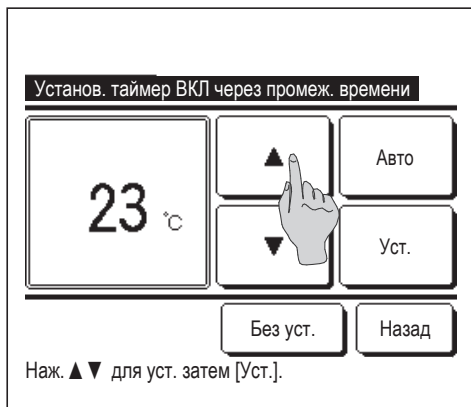 Установ. таймер ВКЛ через промеж. времени
▲ Авто
23 °C
▼ Уст.
Без уст. Назад
Наж. ▲▼ для уст. затем [Уст.].